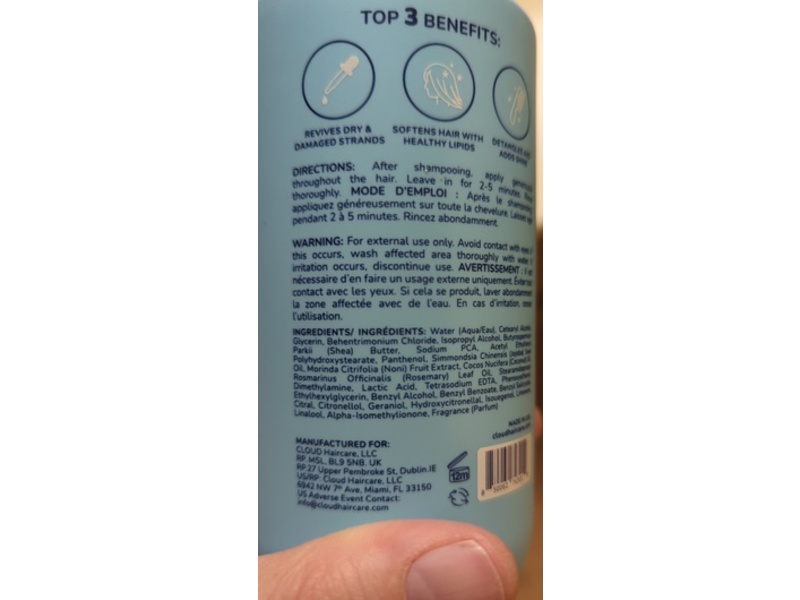 TOP 3 BENEFITS:
REVIVES DRY &
DAMAGED STRANDS
SOFTENS HAIR WITH
HEALTHY LIPIDS
DIRECTIONS: After shampooing, apply
throughout the hair. Leave in for 2-5 minutes
thoroughly. MODE D'EMPLOI : Après le
appliquez généreusement sur toute la chevelure.
pendant 2 à 5 minutes. Rincez abondamment.
WARNING: For external use only. Avoid contact with
this occurs, wash affected area thoroughly with
irritation occurs, discontinue use. AVERTISSEMENT :
nécessaire d'en faire un usage externe uniquement.
contact avec les yeux. Si cela se produit, laver abondamment
la zone affectée avec de l'eau. En cas d'irritation,
l'utilisation.
INGREDIENTS/ INGRÉDIENTS: Water (Aqua/Eau),
Glycerin, Behentrimonium Chloride, Isopropyl Alcohol,
Parkii (Shea) Butter, Sodium PCA, Acetyl
Polyhydroxystearate, Panthenol, Simmondsia Chinensis
Oil, Morinda Citrifolia (Noni) Fruit Extract, Cocos Nucifera (Coconut)
Rosmarinus Officinalis (Rosemary) Leaf Oil,
Dimethylamine, Lactic Acid, Tetrasodium EDTA,
Ethylhexylglycerin, Benzyl Alcohol, Benzyl Benzoate,
Citral, Citronellol, Geraniol, Hydroxycitronellal, Isoeugenol,
Linalool, Alpha-Isomethylionone, Fragrance (Parfum)
MADE IN
MANUFACTURED FOR:
CLOUD Haircare, LLC
RP. MSL, BL9 5NB, UK
RP.27 Upper Pembroke St, Dublin.IE
US/RP: Cloud Haircare, LLC
6942 NW 7th Ave, Miami, FL 33150
US Adverse Event Contact:
info@cloudhaircare.com
12m